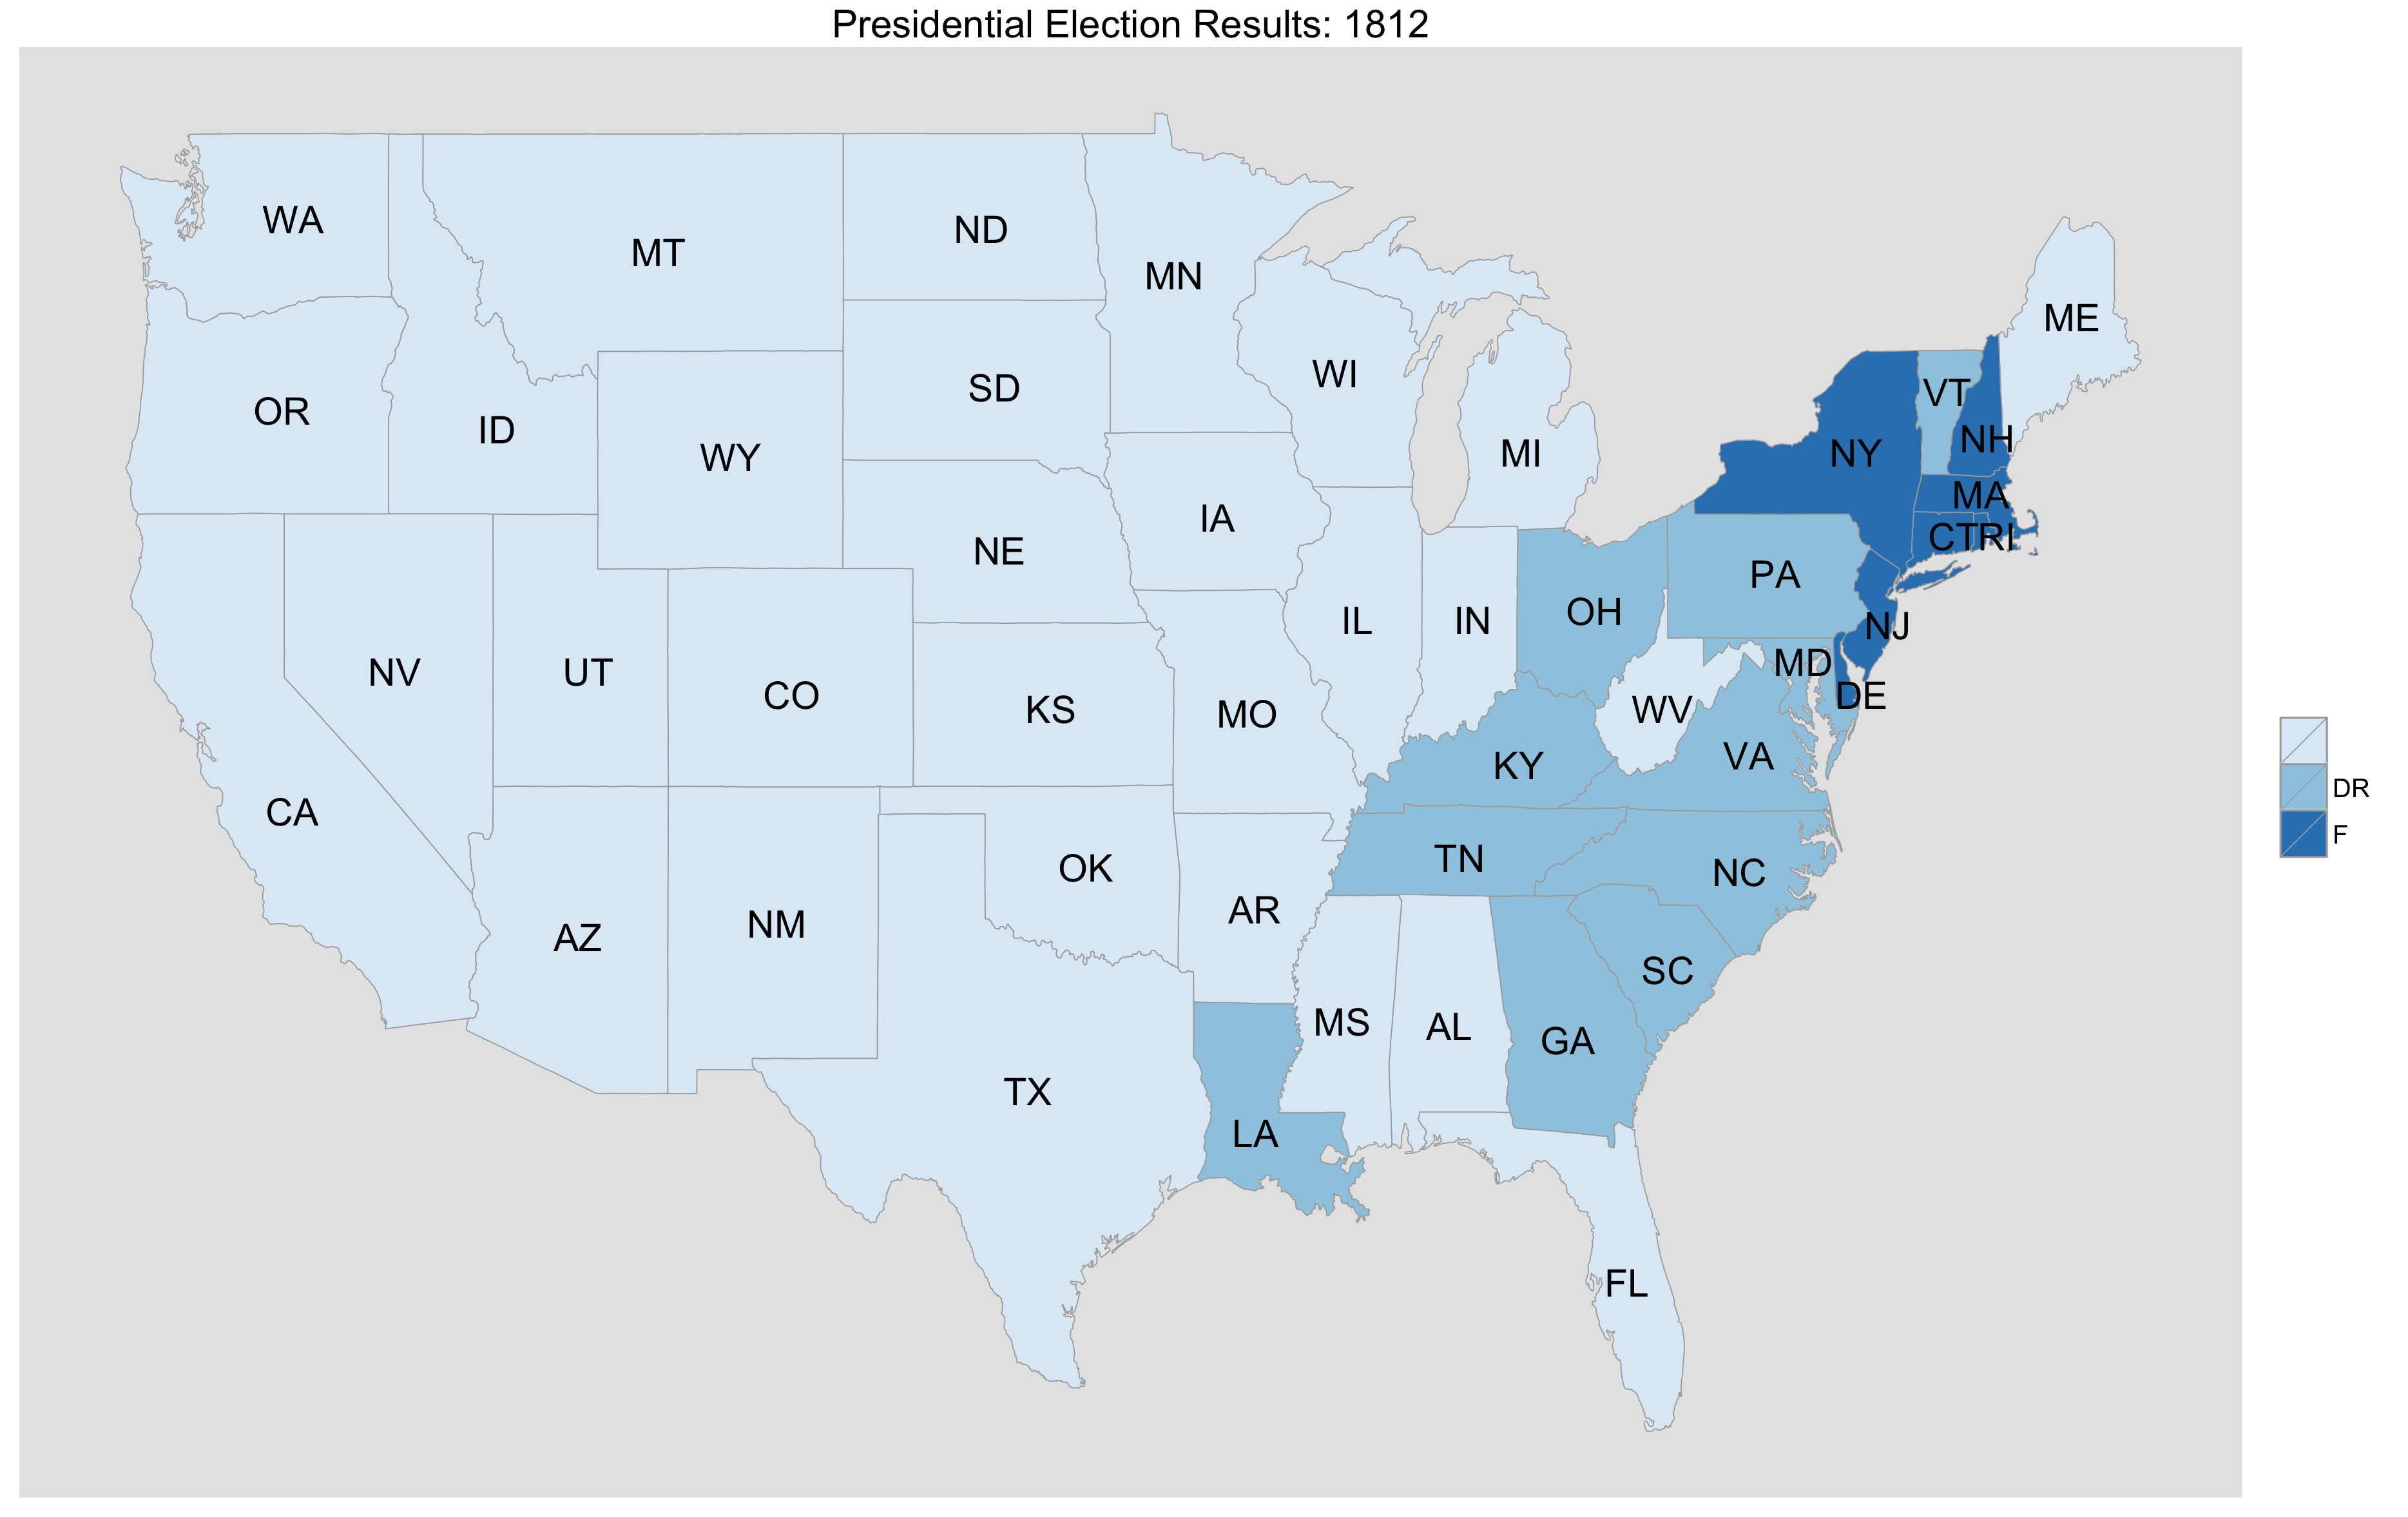 Presidential Election Results: 1812
WA
MT
ND
MN
ME
OR
ID
SD
WI
VT
WY
MI
NY
NH
MA
IA
NE
CT
RI
PA
IL
IN
OH
NJ
NV
UT
CO
KS
MO
WV
MD
DE
VA
KY
DR
CA
F
OK
TN
NC
AR
AZ
NM
SC
MS
AL
GA
TX
LA
FL